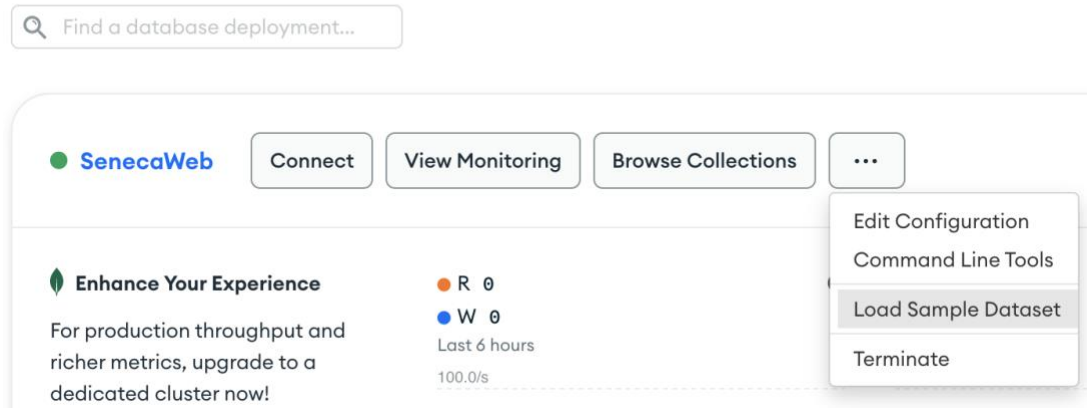 Find a database deployment...
SenecaWeb
Connect
View Monitoring
Browse Collections
...
Edit Configuration
Command Line Tools
Load Sample Dataset
Terminate
Enhance Your Experience
For production throughput and
richer metrics, upgrade to a
dedicated cluster now!
R 0
W 0
Last 6 hours
100.0/s